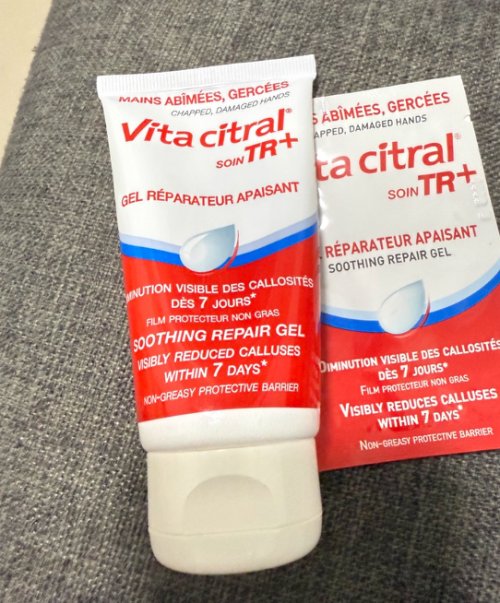 MAINS ABÎMÉES, GERCÉES
CHAPPED, DAMAGED HANDS
Vita citral®
SOIN TR+
GEL RÉPARATEUR APAISANT
DIMINUTION VISIBLE DES CALLOSITÉS
DÈS 7 JOURS*
FILM PROTECTEUR NON GRAS
SOOTHING REPAIR GEL
VISIBLY REDUCED CALLUSES
WITHIN 7 DAYS*
NON-GREASY PROTECTIVE BARRIER
S ABÎMÉES, GERCÉES
APPED, DAMAGED HANDS
ta citral®
SOIN TR+
RÉPARATEUR APAISANT
SOOTHING REPAIR GEL
DIMINUTION VISIBLE DES CALLOSITÉS
DÈS 7 JOURS*
FILM PROTECTEUR NON GRAS
VISIBLY REDUCES CALLUSES
WITHIN 7 DAYS*
NON-GREASY PROTECTIVE BARRIER